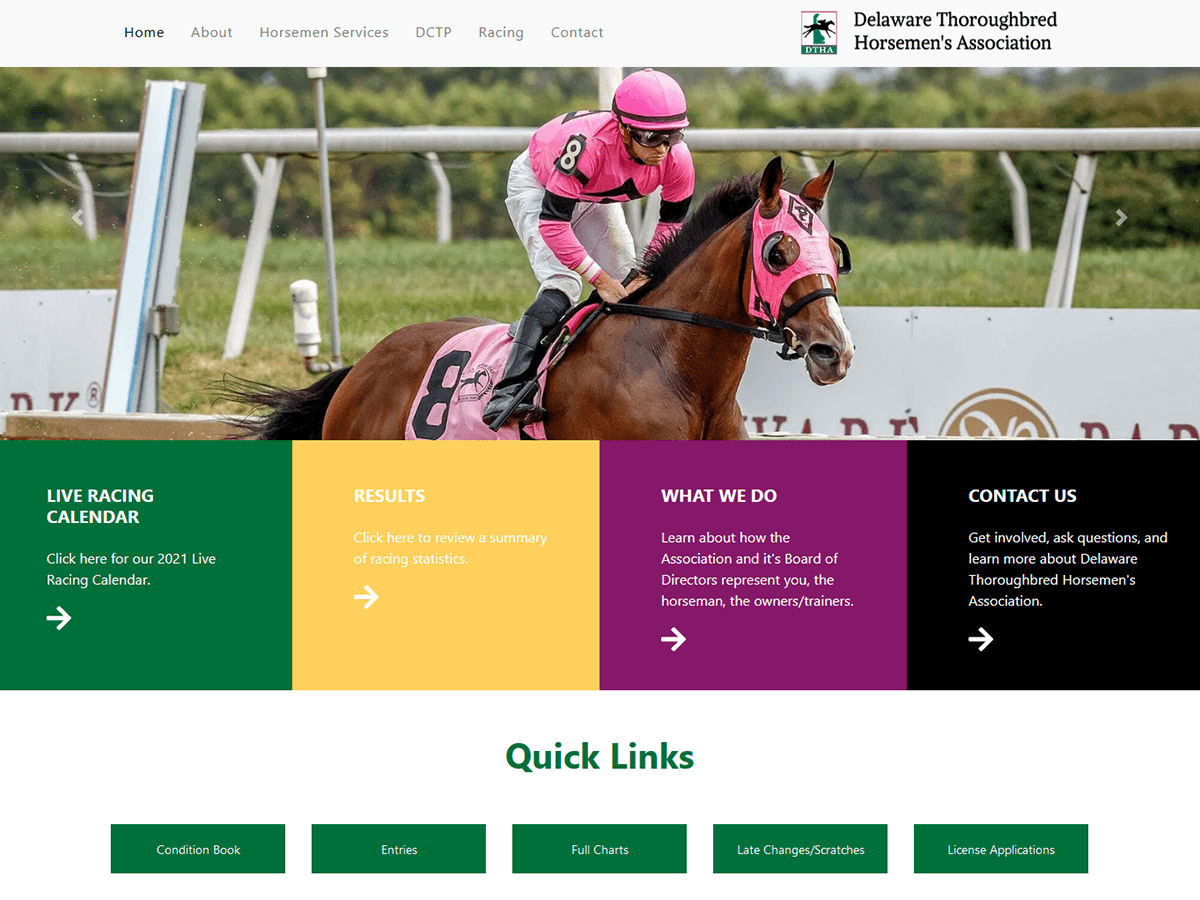 Home About Horsemen Services DCTP Racing Contact
DTHA
Delaware Thoroughbred
Horsemen's Association
8
8
PARK®
LIVE RACING
CALENDAR
Click here for our 2021 Live
Racing Calendar.
RESULTS
Click here to review a summary
of racing statistics.
WHAT WE DO
Learn about how the
Association and it's Board of
Directors represent you, the
horseman, the owners/trainers.
CONTACT US
Get involved, ask questions, and
learn more about Delaware
Thoroughbred Horsemen's
Association.
Quick Links
Condition Book
Entries
Full Charts
Late Changes/Scratches
License Applications